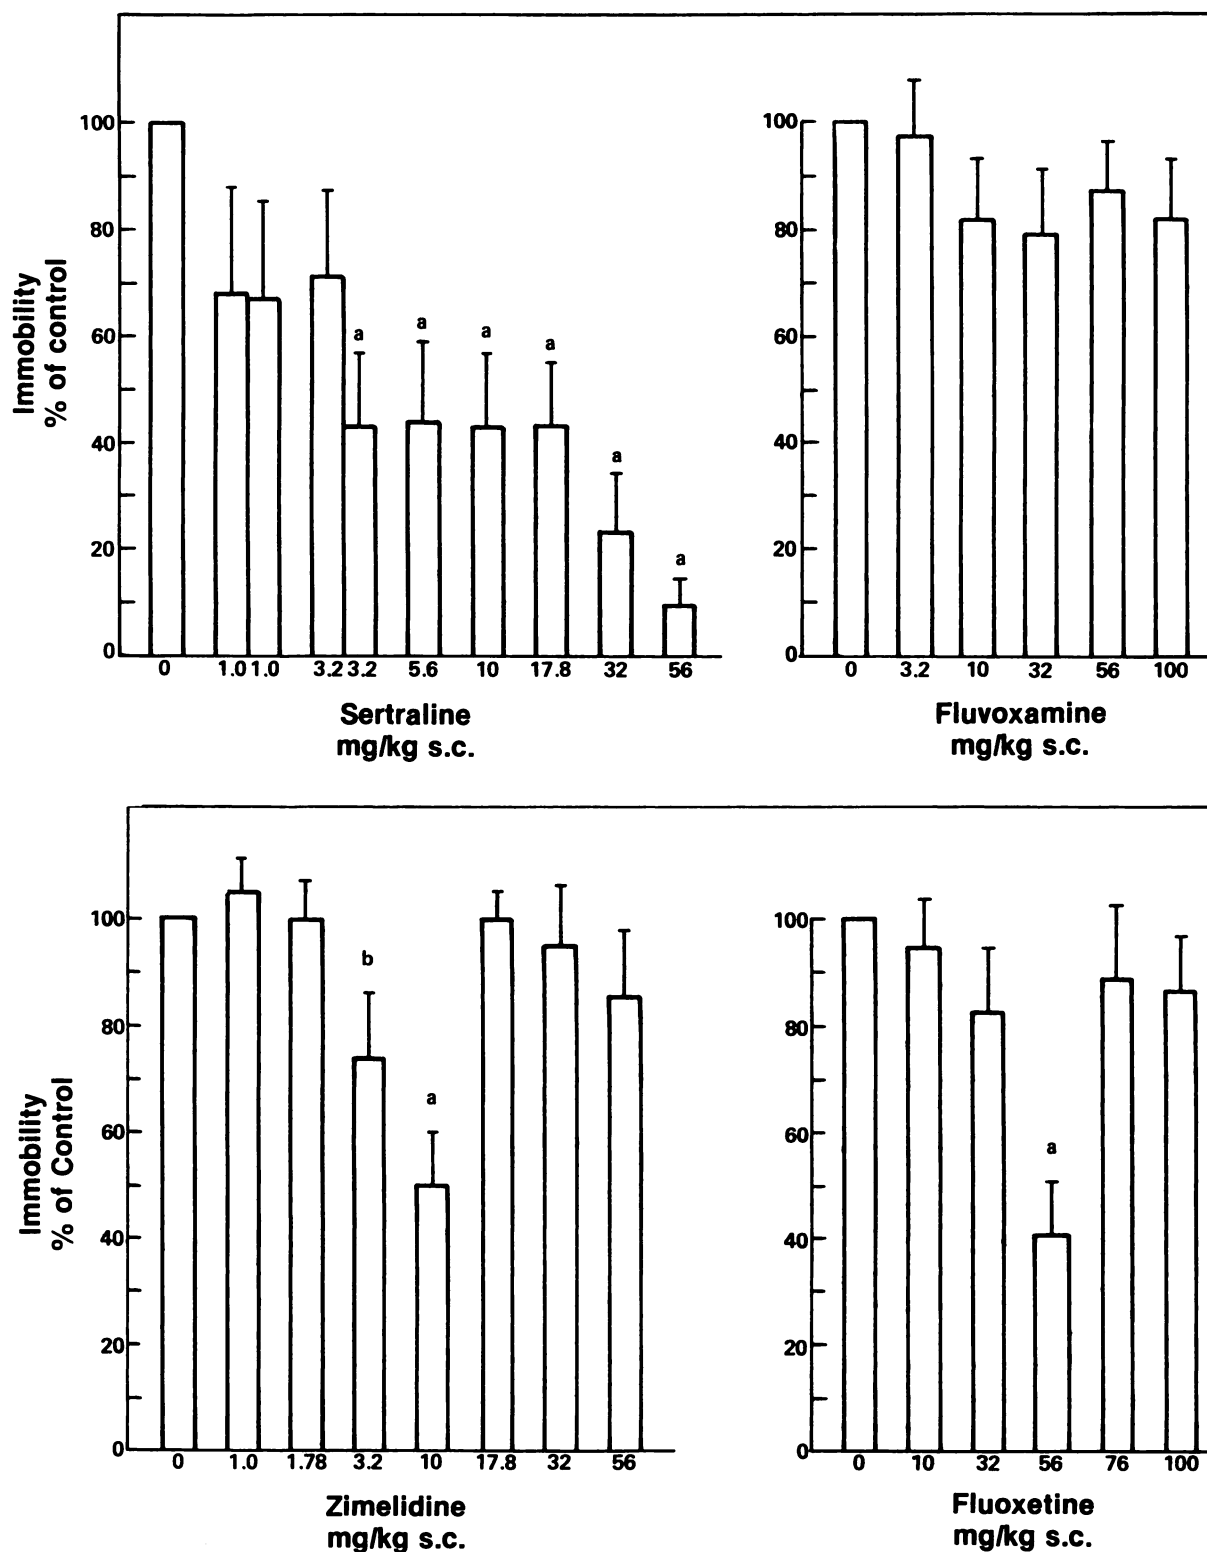 Immobility
% of control
100
80
60
40
20
0
a
a
a
a
a
a
0 1.0 1.0 3.2 3.2 5.6 10 17.8 32 56
Sertraline
mg/kg s.c.
100
80
60
40
20
0
0 3.2 10 32 56 100
Fluvoxamine
mg/kg s.c.
Immobility
% of Control
100
80
60
40
20
0
b
a
0 1.0 1.78 3.2 10 17.8 32 56
Zimelidine
mg/kg s.c.
100
80
60
40
20
0
a
0 10 32 56 76 100
Fluoxetine
mg/kg s.c.